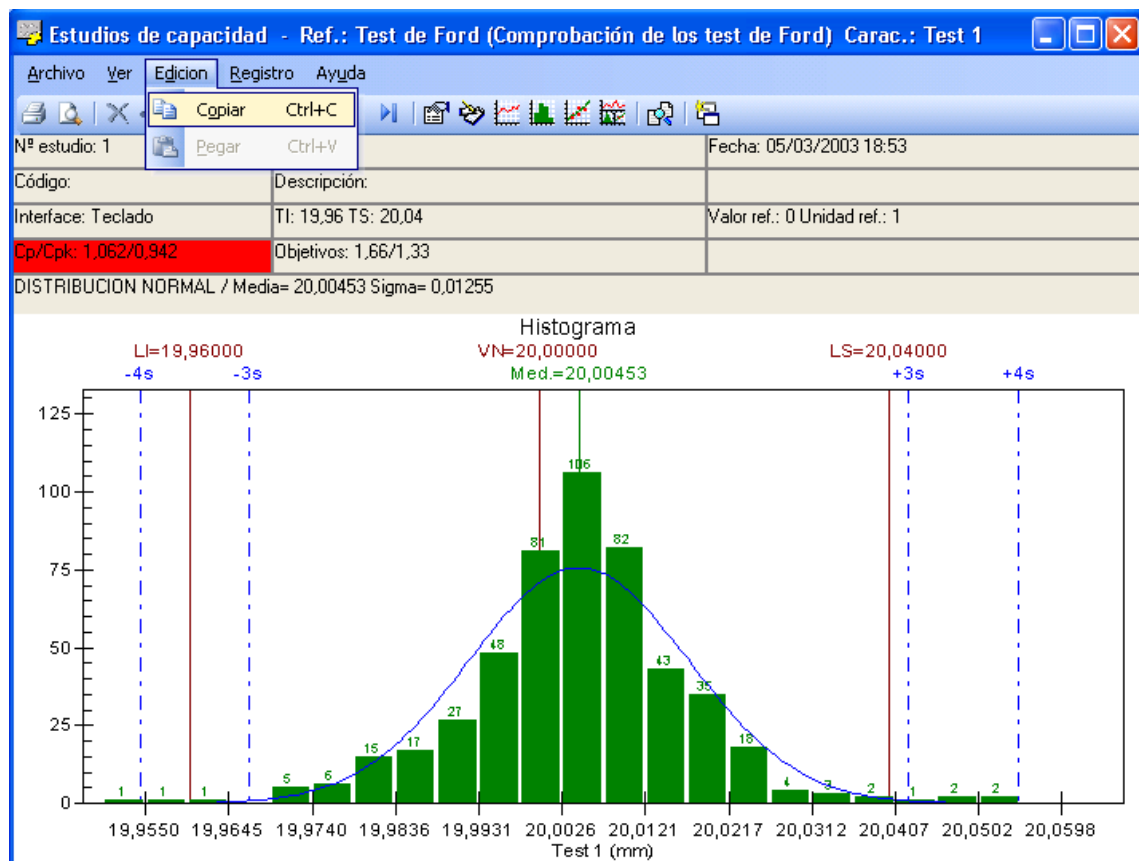 Estudios de capacidad - Ref.: Test de Ford (Comprobación de los test de Ford) Carac.: Test 1
Archivo Ver Edicion Registro Ayuda
Copiar Ctrl+C
Pegar Ctrl+V
Nº estudio: 1 Fecha: 05/03/2003 18:53
Código: Descripción:
Interface: Teclado TI: 19,96 TS: 20,04 Valor ref.: 0 Unidad ref.: 1
Cp/Cpk: 1,062/0,942 Objetivos: 1,66/1,33
DISTRIBUCION NORMAL / Media= 20,00453 Sigma= 0,01255
Histograma
LI=19,96000 VN=20,00000 LS=20,04000
-4s -3s Med.=20,00453 +3s +4s
125
100
75
50
25
0
1 1 1 5 6 15 17 27 48 81 106 82 43 35 18 4 3 2 1 2 2
19,9550 19,9645 19,9740 19,9836 19,9931 20,0026 20,0121 20,0217 20,0312 20,0407 20,0502 20,0598
Test 1 (mm)